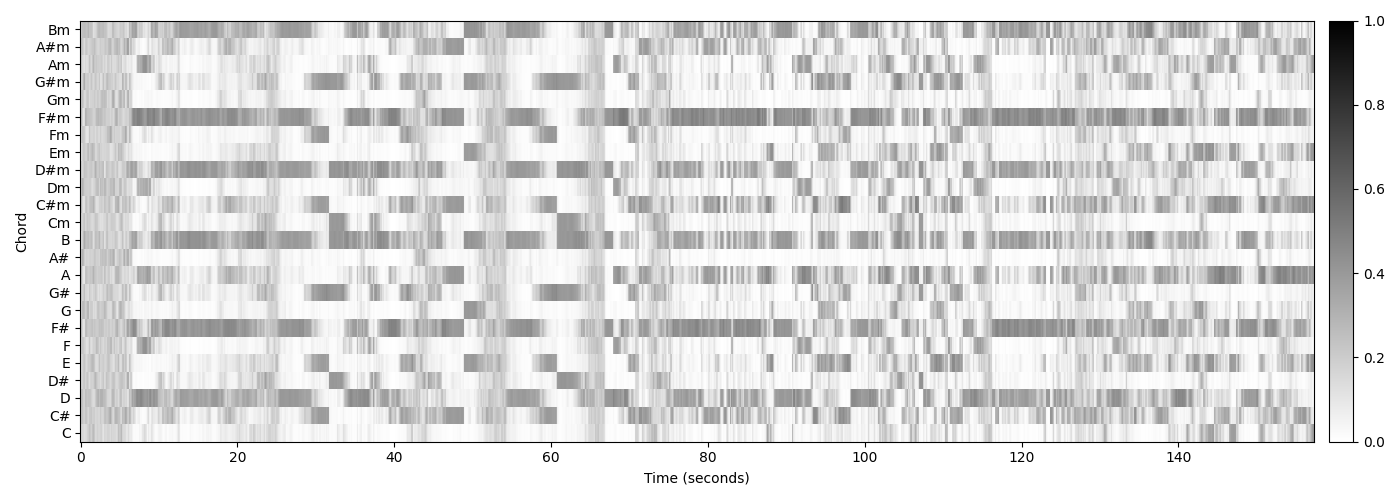 Bm
A#m
Am
G#m
Gm
F#m
Fm
Em
D#m
Dm
C#m
Cm
B
A#
A
G#
G
F#
F
E
D#
D
C#
C
Chord
0 20 40 60 80 100 120 140
Time (seconds)
1.0
0.8
0.6
0.4
0.2
0.0